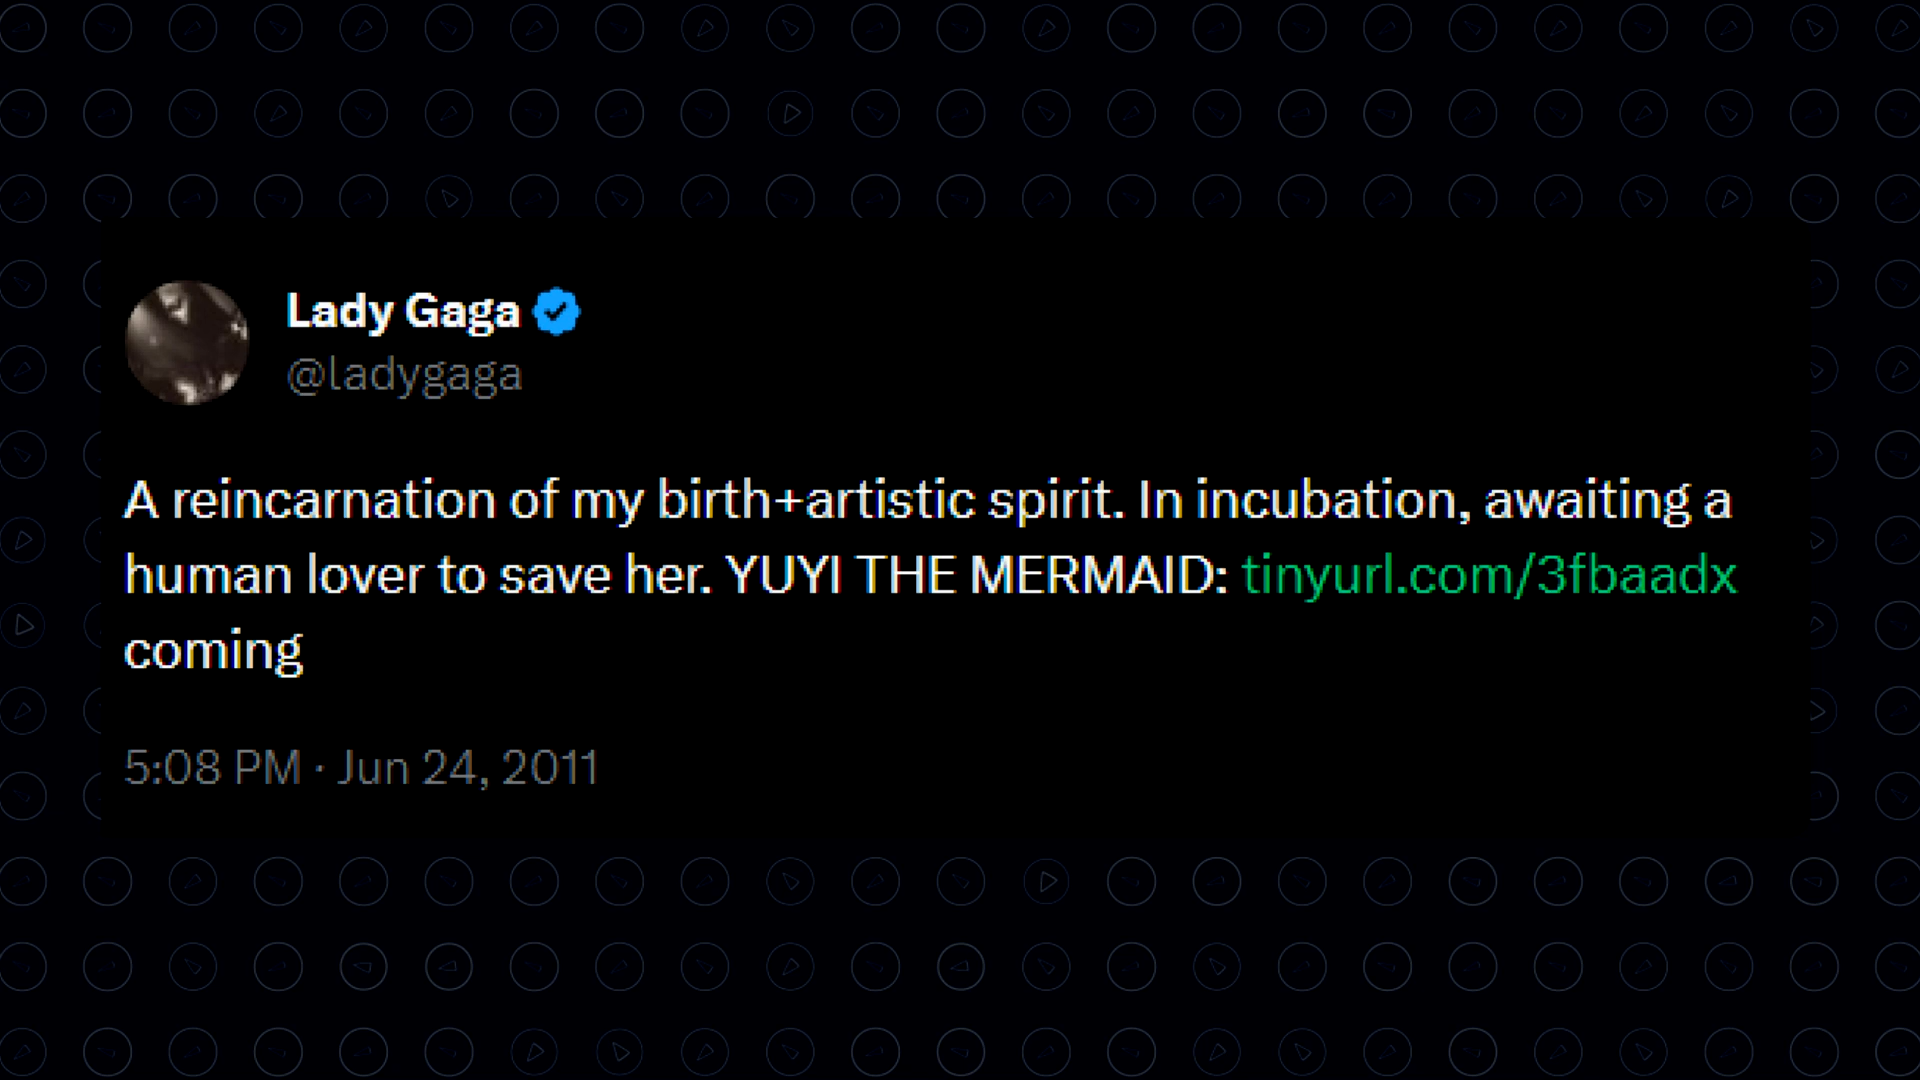 Lady Gaga
@ladygaga
A reincarnation of my birth+artistic spirit. In incubation, awaiting a
human lover to save her. YUYI THE MERMAID: tinyurl.com/3fbaadx
coming
5:08 PM · Jun 24, 2011